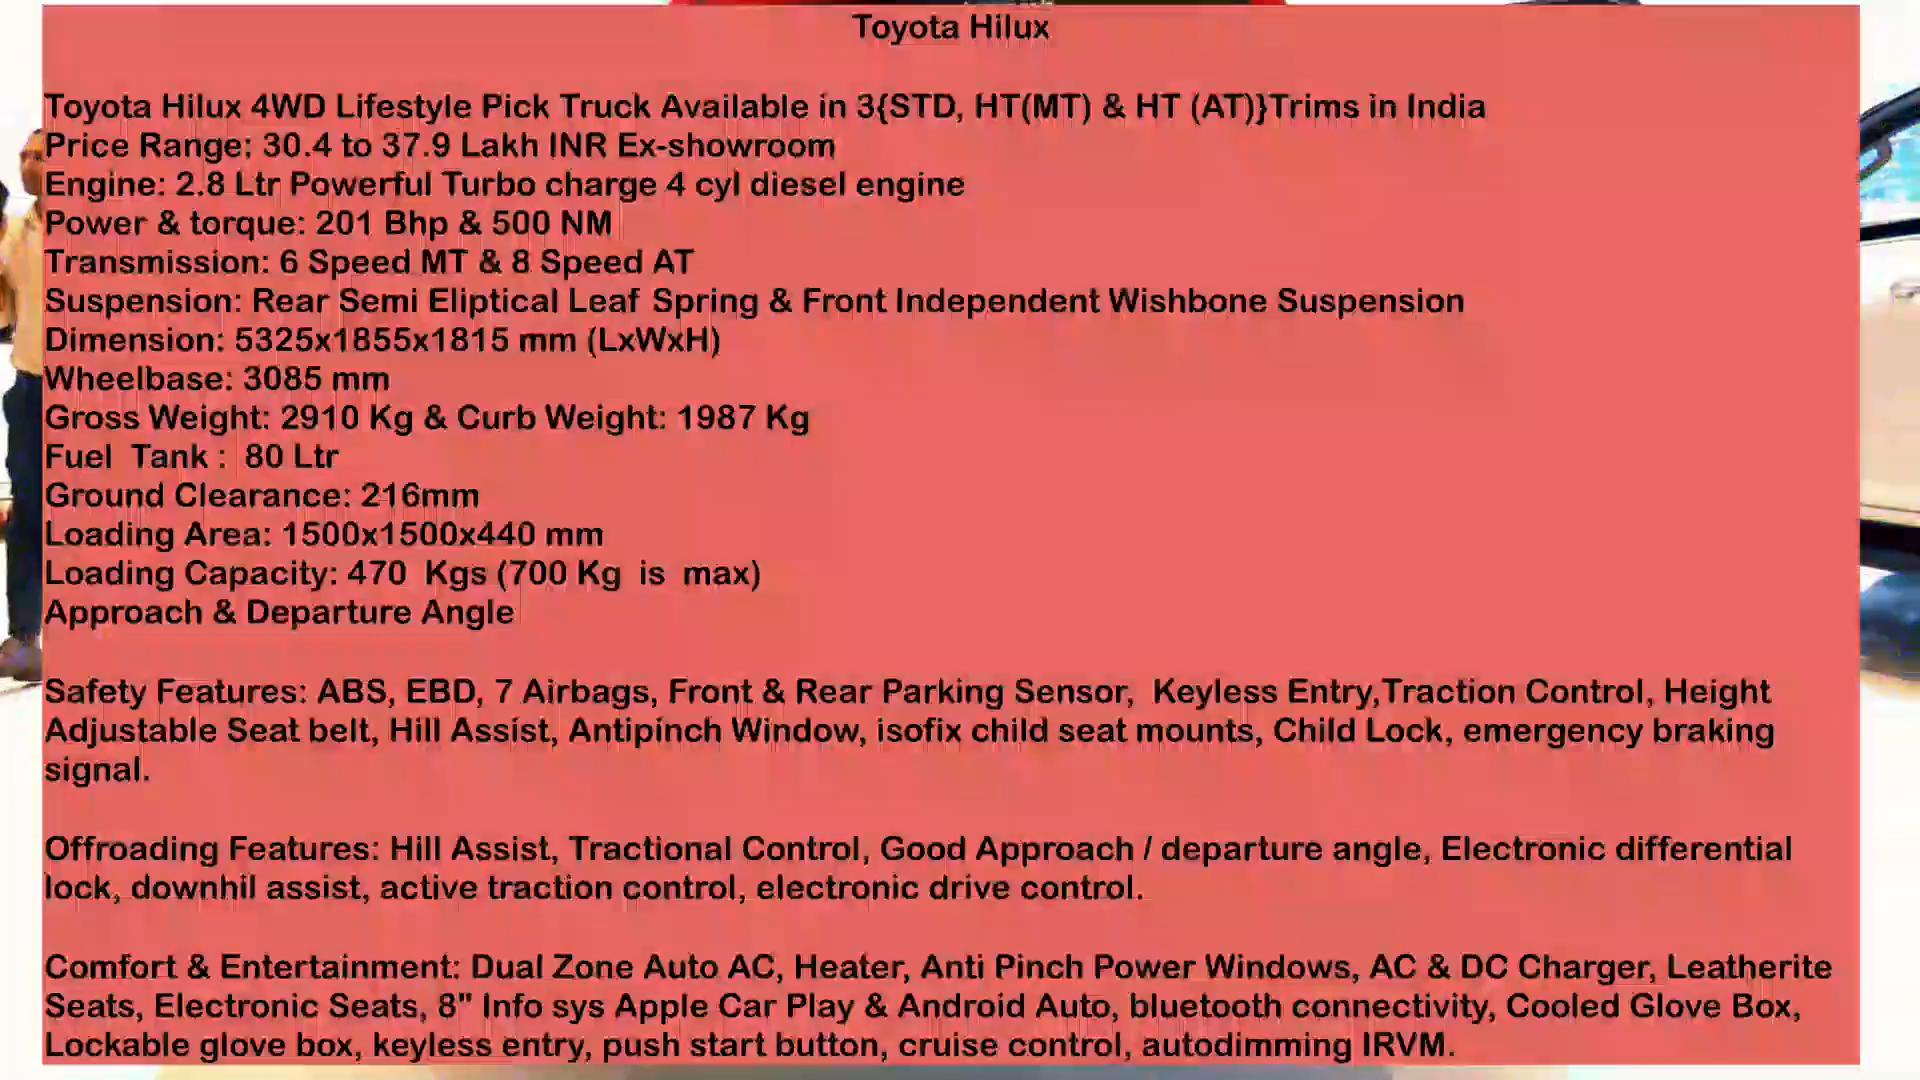 Toyota Hilux
Toyota Hilux 4WD Lifestyle Pick Truck Available in 3{STD, HT(MT) & HT (AT)}Trims in India
Price Range: 30.4 to 37.9 Lakh INR Ex-showroom
Engine: 2.8 Ltr Powerful Turbo charge 4 cyl diesel engine
Power & torque: 201 Bhp & 500 NM
Transmission: 6 Speed MT & 8 Speed AT
Suspension: Rear Semi Eliptical Leaf Spring & Front Independent Wishbone Suspension
Dimension: 5325x1855x1815 mm (LxWxH)
Wheelbase: 3085 mm
Gross Weight: 2910 Kg & Curb Weight: 1987 Kg
Fuel Tank : 80 Ltr
Ground Clearance: 216mm
Loading Area: 1500x1500x440 mm
Loading Capacity: 470 Kgs (700 Kg is max)
Approach & Departure Angle
Safety Features: ABS, EBD, 7 Airbags, Front & Rear Parking Sensor, Keyless Entry,Traction Control, Height
Adjustable Seat belt, Hill Assist, Antipinch Window, isofix child seat mounts, Child Lock, emergency braking
signal.
Offroading Features: Hill Assist, Tractional Control, Good Approach / departure angle, Electronic differential
lock, downhil assist, active traction control, electronic drive control.
Comfort & Entertainment: Dual Zone Auto AC, Heater, Anti Pinch Power Windows, AC & DC Charger, Leatherite
Seats, Electronic Seats, 8" Info sys Apple Car Play & Android Auto, bluetooth connectivity, Cooled Glove Box,
Lockable glove box, keyless entry, push start button, cruise control, autodimming IRVM.